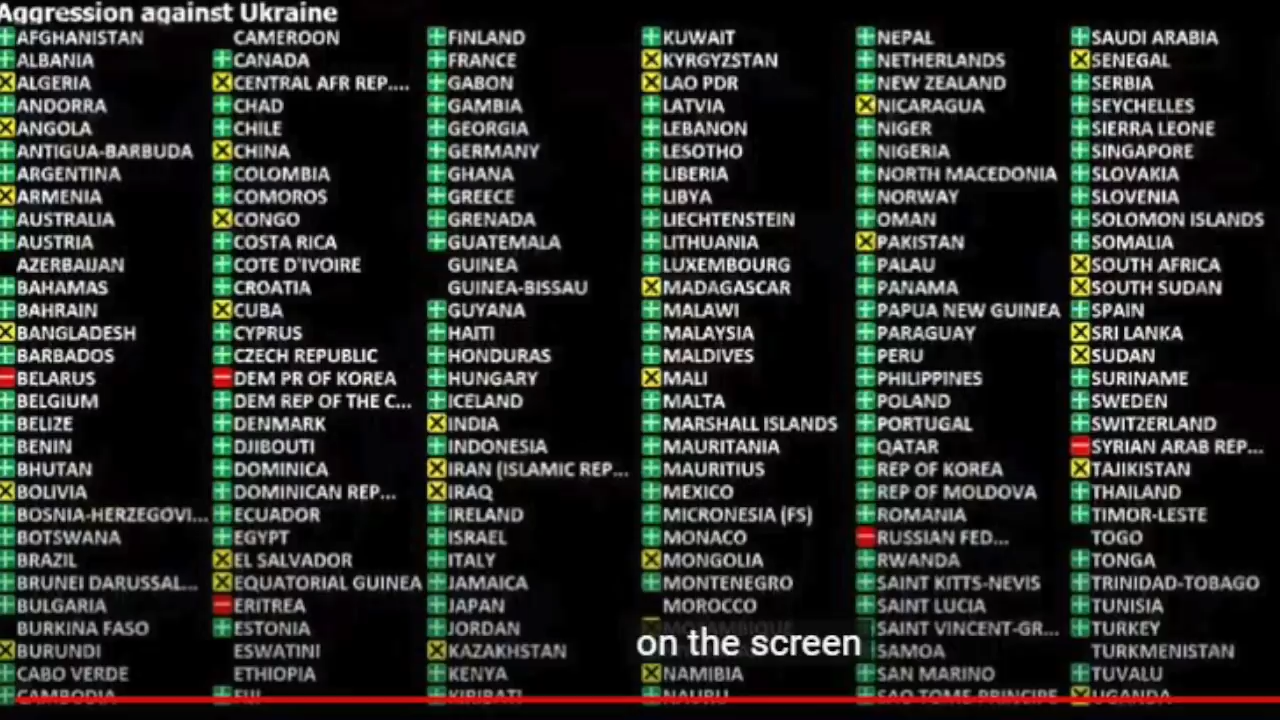 Aggression against Ukraine
AFGHANISTAN
ALBANIA
ALGERIA
ANDORRA
ANGOLA
ANTIGUA-BARBUDA
ARGENTINA
ARMENIA
AUSTRALIA
AUSTRIA
AZERBAIJAN
BAHAMAS
BAHRAIN
BANGLADESH
BARBADOS
BELARUS
BELGIUM
BELIZE
BENIN
BHUTAN
BOLIVIA
BOSNIA-HERZEGOVI...
BOTSWANA
BRAZIL
BRUNEI DARUSSAL...
BULGARIA
BURKINA FASO
BURUNDI
CABO VERDE
CAMBODIA
CAMEROON
CANADA
CENTRAL AFR REP....
CHAD
CHILE
CHINA
COLOMBIA
COMOROS
CONGO
COSTA RICA
COTE D'IVOIRE
CROATIA
CUBA
CYPRUS
CZECH REPUBLIC
DEM PR OF KOREA
DEM REP OF THE C...
DENMARK
DJIBOUTI
DOMINICA
DOMINICAN REP...
ECUADOR
EGYPT
EL SALVADOR
EQUATORIAL GUINEA
ERITREA
ESTONIA
ESWATINI
ETHIOPIA
FIJI
FINLAND
FRANCE
GABON
GAMBIA
GEORGIA
GERMANY
GHANA
GREECE
GRENADA
GUATEMALA
GUINEA
GUINEA-BISSAU
GUYANA
HAITI
HONDURAS
HUNGARY
ICELAND
INDIA
INDONESIA
IRAN (ISLAMIC REP...
IRAQ
IRELAND
ISRAEL
ITALY
JAMAICA
JAPAN
JORDAN
KAZAKHSTAN
KENYA
KIRIBATI
KUWAIT
KYRGYZSTAN
LAO PDR
LATVIA
LEBANON
LESOTHO
LIBERIA
LIBYA
LIECHTENSTEIN
LITHUANIA
LUXEMBOURG
MADAGASCAR
MALAWI
MALAYSIA
MALDIVES
MALI
MALTA
MARSHALL ISLANDS
MAURITANIA
MAURITIUS
MEXICO
MICRONESIA (FS)
MONACO
MONGOLIA
MONTENEGRO
MOROCCO
on the screen
NAMIBIA
NAURU
NEPAL
NETHERLANDS
NEW ZEALAND
NICARAGUA
NIGER
NIGERIA
NORTH MACEDONIA
NORWAY
OMAN
PAKISTAN
PALAU
PANAMA
PAPUA NEW GUINEA
PARAGUAY
PERU
PHILIPPINES
POLAND
PORTUGAL
QATAR
REP OF KOREA
REP OF MOLDOVA
ROMANIA
RUSSIAN FED...
RWANDA
SAINT KITTS-NEVIS
SAINT LUCIA
SAINT VINCENT-GR...
SAMOA
SAN MARINO
SAO TOME-PRINCIPE
SAUDI ARABIA
SENEGAL
SERBIA
SEYCHELLES
SIERRA LEONE
SINGAPORE
SLOVAKIA
SLOVENIA
SOLOMON ISLANDS
SOMALIA
SOUTH AFRICA
SOUTH SUDAN
SPAIN
SRI LANKA
SUDAN
SURINAME
SWEDEN
SWITZERLAND
SYRIAN ARAB REP...
TAJIKISTAN
THAILAND
TIMOR-LESTE
TOGO
TONGA
TRINIDAD-TOBAGO
TUNISIA
TURKEY
TURKMENISTAN
TUVALU
UGANDA